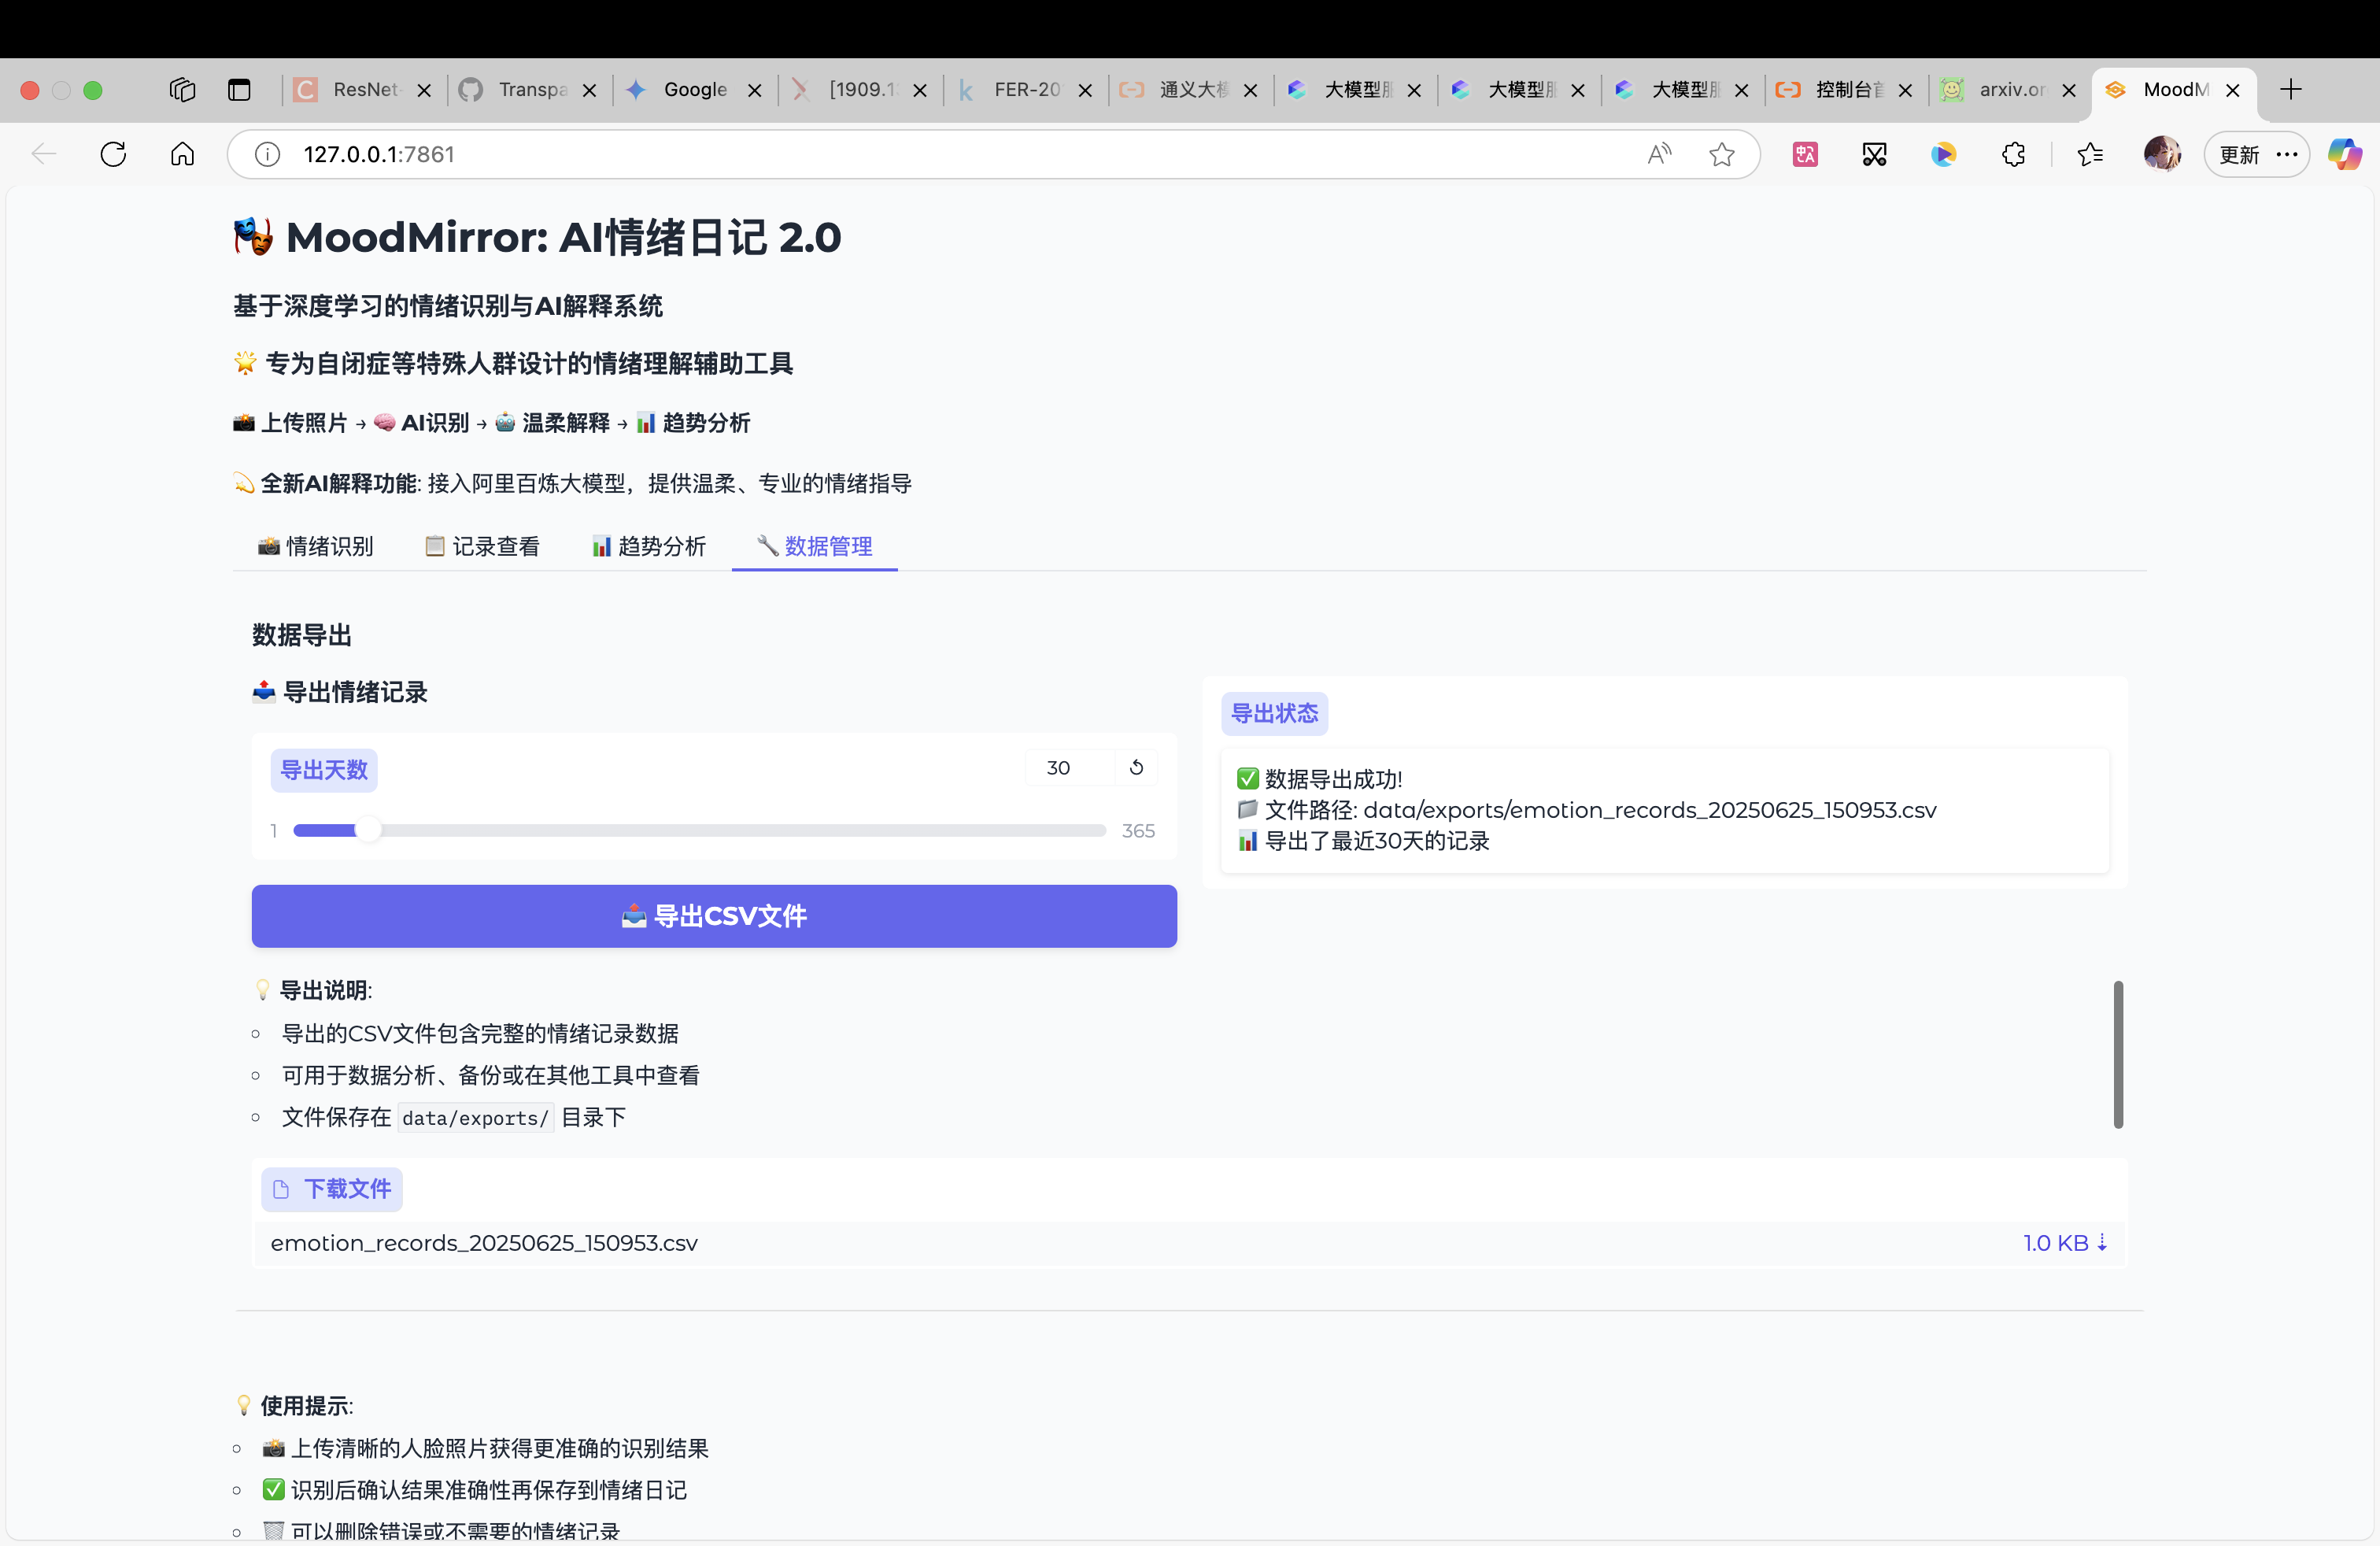 ResNet-
Transpa
Google
[1909.1
FER-20
通义大模
大模型服
大模型服
大模型服
控制台首
arxiv.or
MoodM
127.0.0.1:7861
更新
MoodMirror: AI情绪日记 2.0
基于深度学习的情绪识别与AI解释系统
🌟 专为自闭症等特殊人群设计的情绪理解辅助工具
📸 上传照片 → 🧠 AI识别 → 🤖 温柔解释 → 📊 趋势分析
💫 全新AI解释功能: 接入阿里百炼大模型，提供温柔、专业的情绪指导
📸 情绪识别 📋 记录查看 📊 趋势分析 🔧 数据管理
数据导出
📤 导出情绪记录
导出天数 30
1 365
📤 导出CSV文件
导出状态
✅ 数据导出成功!
📁 文件路径: data/exports/emotion_records_20250625_150953.csv
📊 导出了最近30天的记录
💡 导出说明:
导出的CSV文件包含完整的情绪记录数据
可用于数据分析、备份或在其他工具中查看
文件保存在 data/exports/ 目录下
下载文件
emotion_records_20250625_150953.csv 1.0 KB ⇣
💡 使用提示:
📸 上传清晰的人脸照片获得更准确的识别结果
✅ 识别后确认结果准确性再保存到情绪日记
🗑️ 可以删除错误或不需要的情绪记录